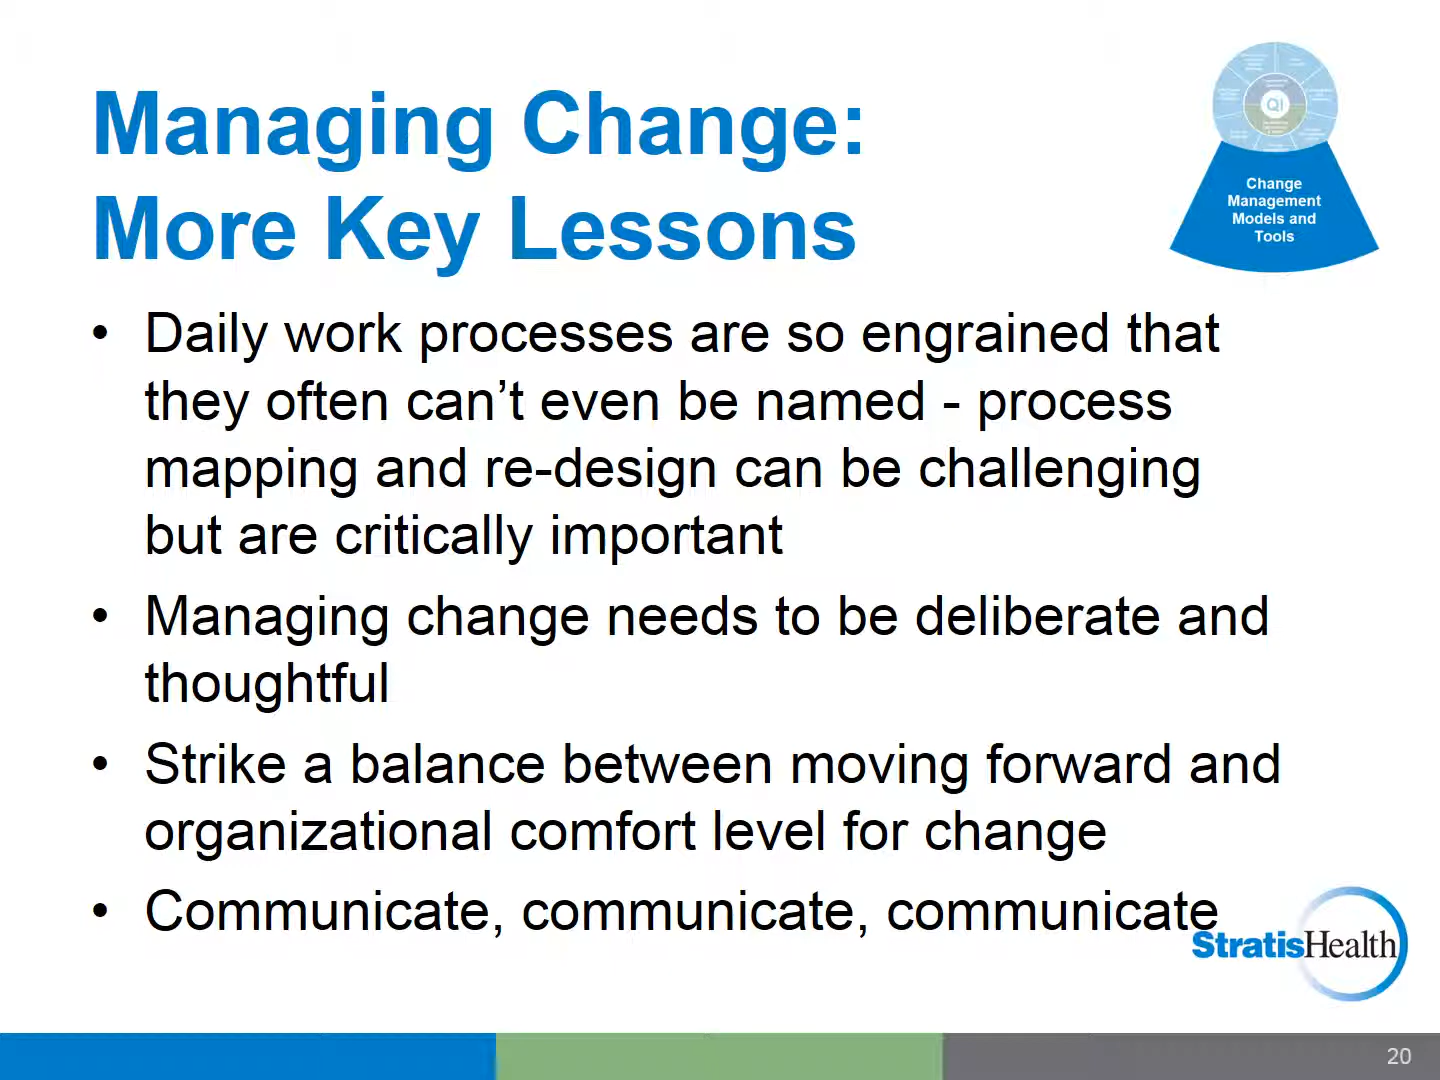 Managing Change:
More Key Lessons
QI
Change
Management
Models and
Tools
• Daily work processes are so engrained that
they often can’t even be named - process
mapping and re-design can be challenging
but are critically important
• Managing change needs to be deliberate and
thoughtful
• Strike a balance between moving forward and
organizational comfort level for change
• Communicate, communicate, communicate
StratisHealth
20